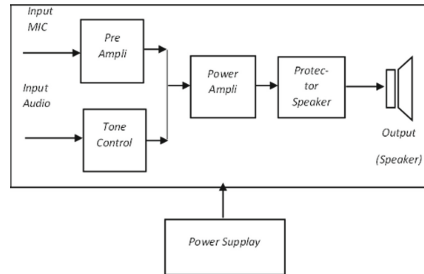 Input
MIC
Pre
Ampli
Input
Audio
Tone
Control
Power
Ampli
Protec-
tor
Speaker
Output
(Speaker)
Power Supplay